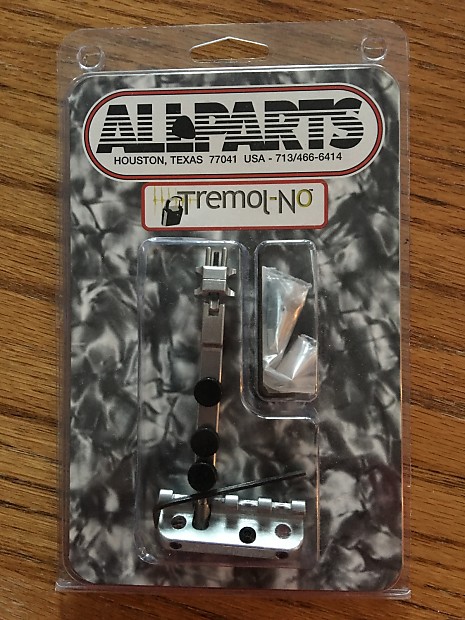 ALLPARTS
HOUSTON, TEXAS 77041 USA - 713/466-6414
TREMOL-NO